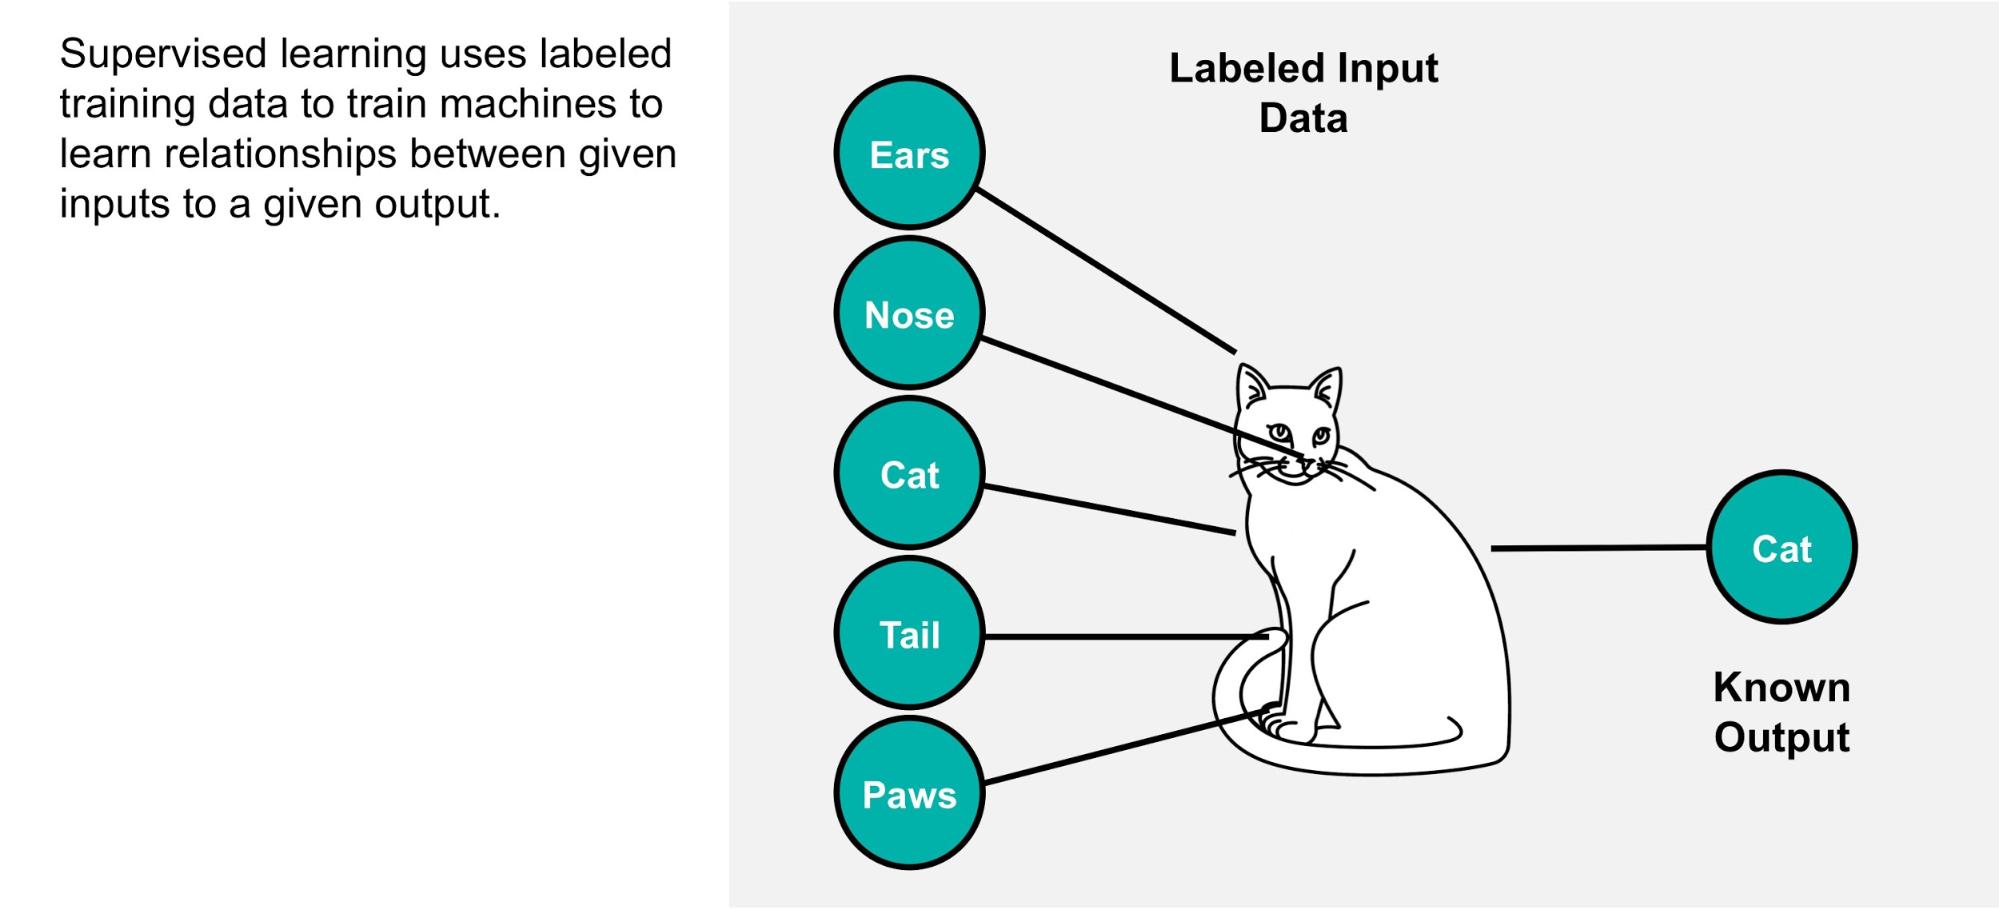 Supervised learning uses labeled
training data to train machines to
learn relationships between given
inputs to a given output.
Labeled Input
Data
Ears
Nose
Cat
Tail
Paws
Cat
Known
Output